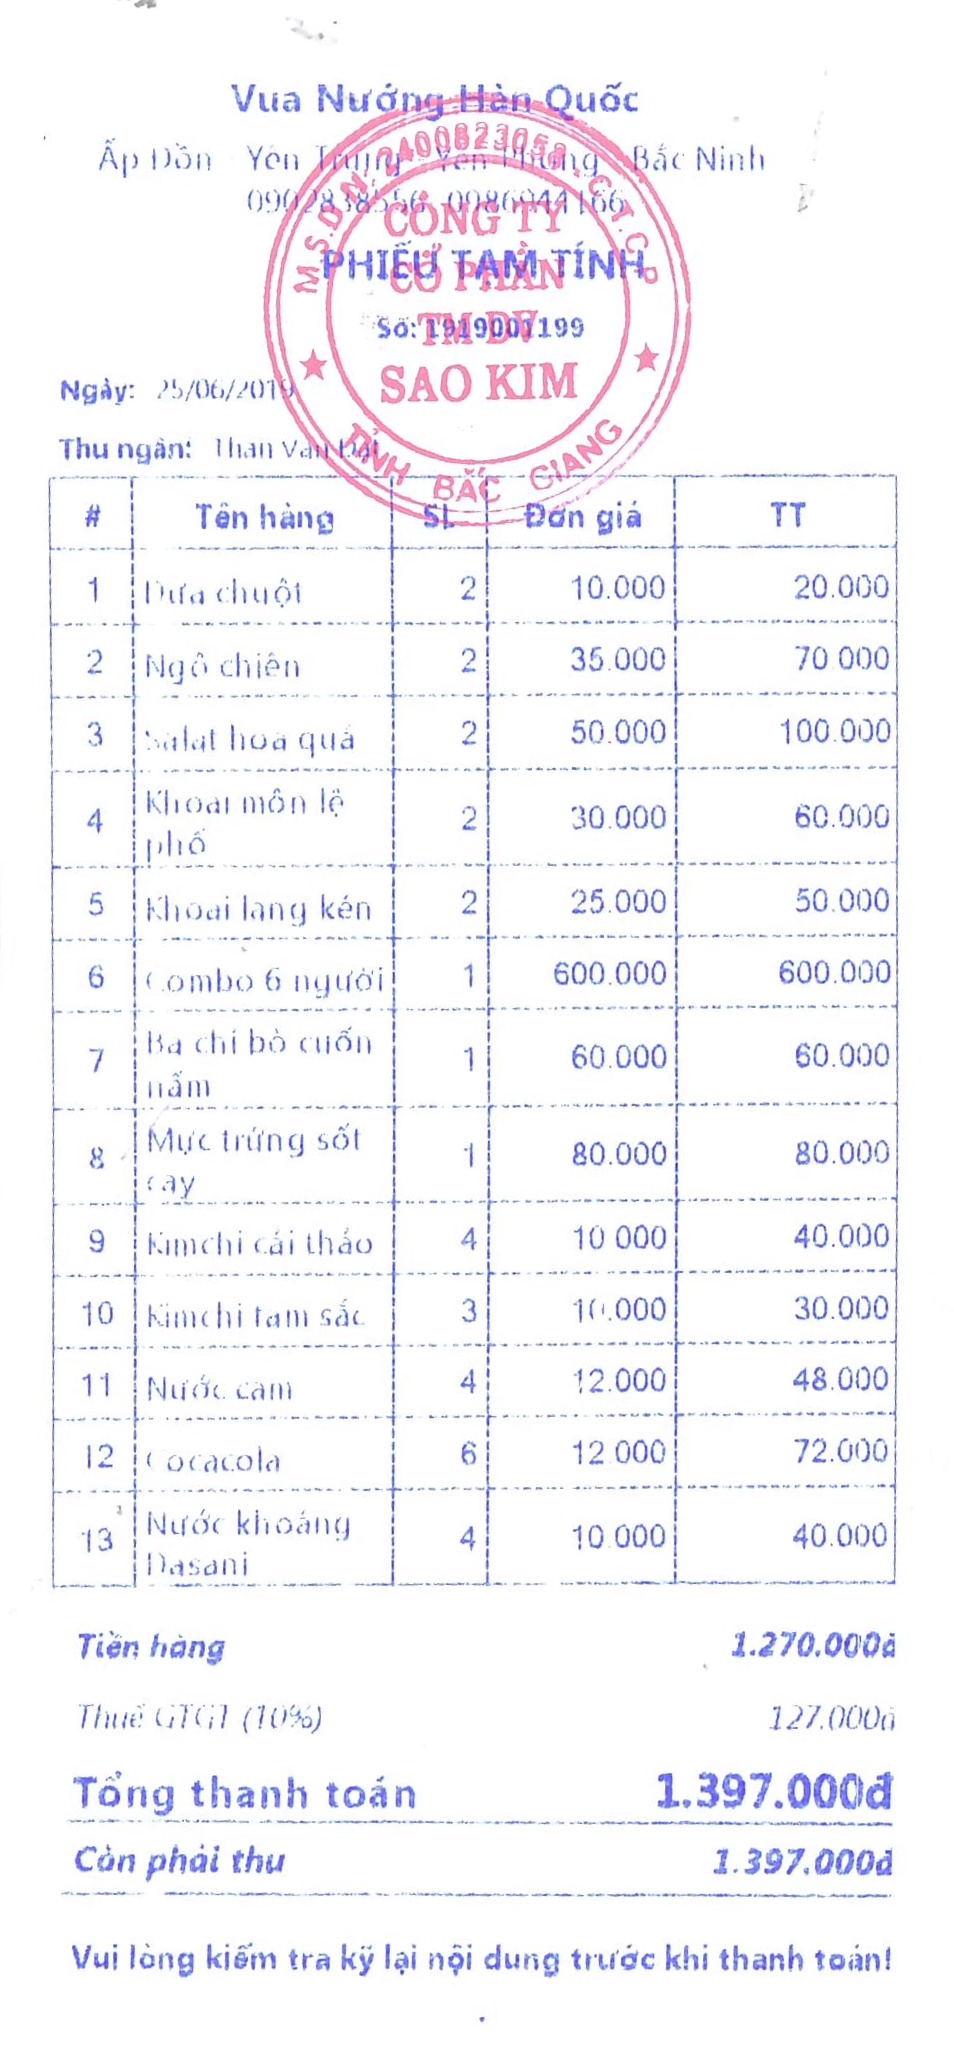 Vua Nướng Hàn Quốc
Ấp Đồn - Yên Trung - Yên Phong - Bắc Ninh
0902838556 0986944166
PHIẾU TẠM TÍNH
Số: 1919001199
Ngày: 25/06/2019
Thu ngân: Thân Văn Đạt
M.S.D.N: 2400823058 . C.T.C.P
CÔNG TY
CỔ PHẦN
TM DV
SAO KIM
TỈNH BẮC GIANG
# Tên hàng SL Đơn giá TT
1 Dưa chuột 2 10.000 20.000
2 Ngô chiên 2 35.000 70.000
3 Salat hoa quả 2 50.000 100.000
4 Khoai môn lệ 2 30.000 60.000
phố
5 Khoai lang kén 2 25.000 50.000
6 Combo 6 người 1 600.000 600.000
7 Ba chỉ bò cuốn 1 60.000 60.000
nấm
8 Mực trứng sốt 1 80.000 80.000
cay
9 Kimchi cải thảo 4 10.000 40.000
10 Kimchi tam sắc 3 10.000 30.000
11 Nước cam 4 12.000 48.000
12 Cocacola 6 12.000 72.000
13 Nước khoáng 4 10.000 40.000
Dasani
Tiền hàng 1.270.000đ
Thuế GTGT (10%) 127.000đ
Tổng thanh toán 1.397.000đ
Còn phải thu 1.397.000đ
Vui lòng kiểm tra kỹ lại nội dung trước khi thanh toán!